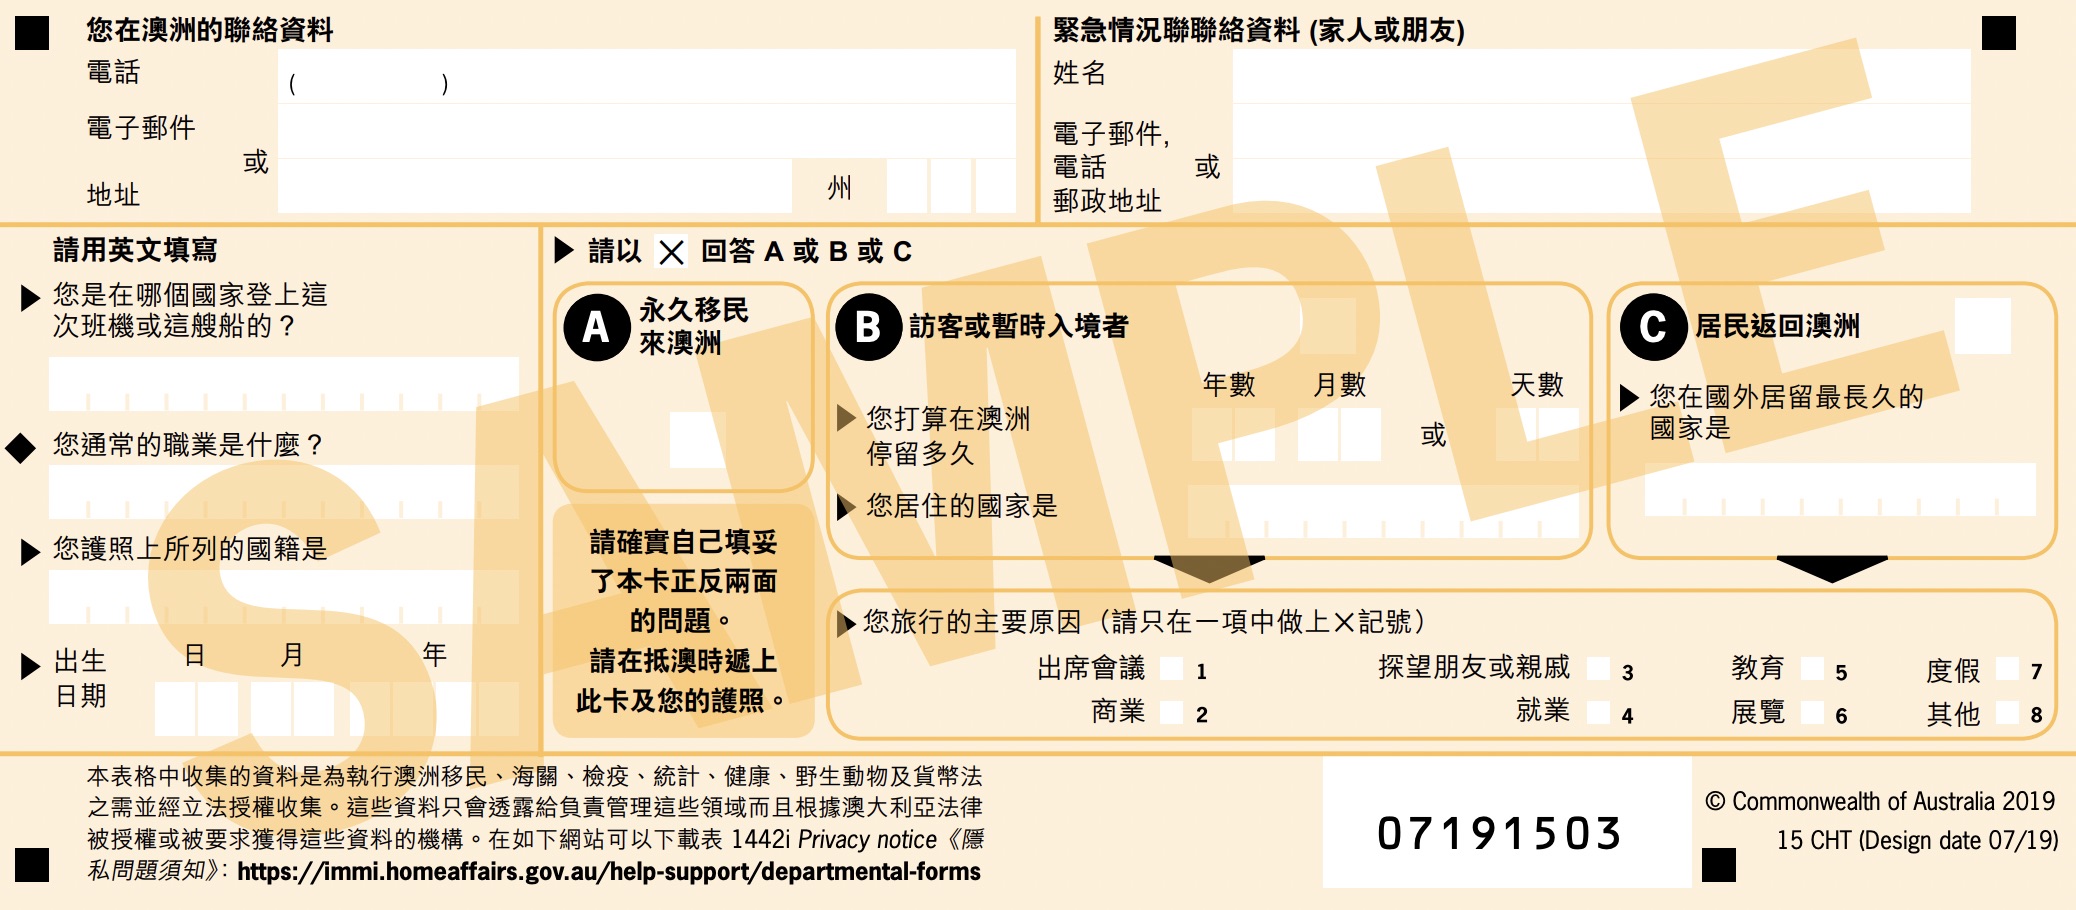 您在澳洲的聯絡資料
電話 ( )
電子郵件
或
地址
州
緊急情況聯聯絡資料 (家人或朋友)
姓名
電子郵件,
電話 或
郵政地址
請用英文填寫
您是在哪個國家登上這
次班機或這艘船的？
您通常的職業是什麼？
您護照上所列的國籍是
出生
日期
日 月 年
請以 ✕ 回答 A 或 B 或 C
A 永久移民
來澳洲
請確實自己填妥
了本卡正反兩面
的問題。
請在抵澳時遞上
此卡及您的護照。
B 訪客或暫時入境者
年數 月數 天數
您打算在澳洲
停留多久
或
您居住的國家是
C 居民返回澳洲
您在國外居留最長久的
國家是
您旅行的主要原因（請只在一項中做上✕記號）
出席會議 1 探望朋友或親戚 3 教育 5 度假 7
商業 2 就業 4 展覽 6 其他 8
本表格中收集的資料是為執行澳洲移民、海關、檢疫、統計、健康、野生動物及貨幣法
之需並經立法授權收集。這些資料只會透露給負責管理這些領域而且根據澳大利亞法律
被授權或被要求獲得這些資料的機構。在如下網站可以下載表 1442i Privacy notice《隱
私問題須知》：https://immi.homeaffairs.gov.au/help-support/departmental-forms
07191503
© Commonwealth of Australia 2019
15 CHT (Design date 07/19)
SAMPLE